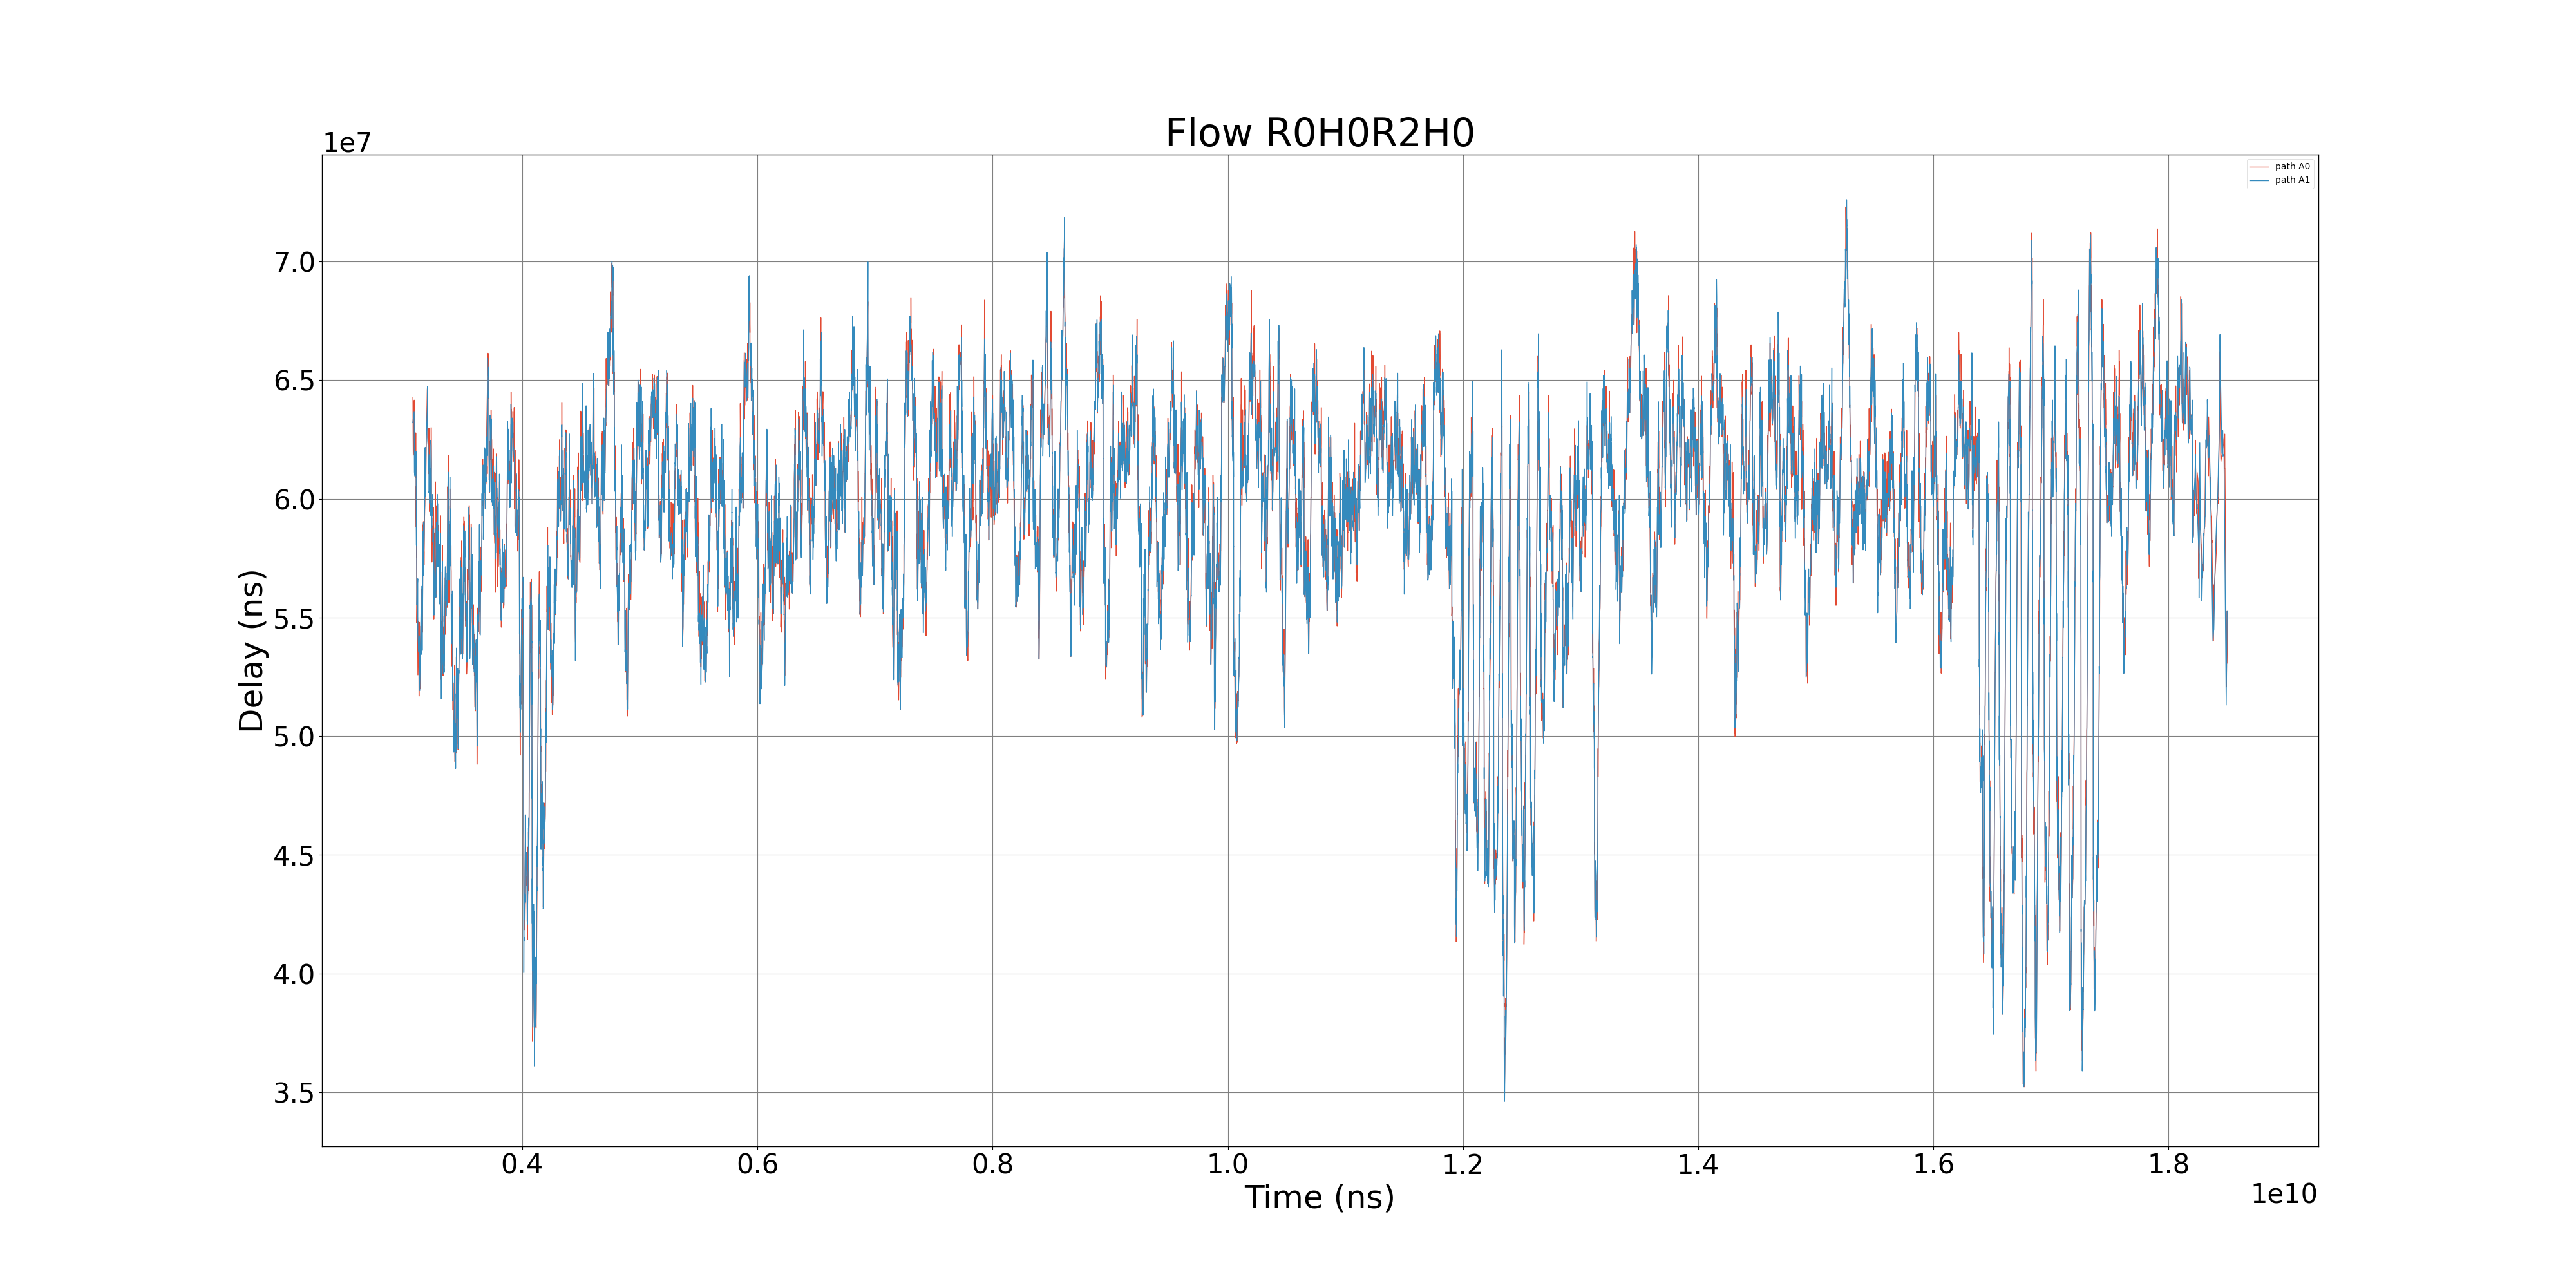 Flow R0H0R2H0
1e7
path A0
path A1
7.0
6.5
6.0
5.5
5.0
4.5
4.0
3.5
Delay (ns)
0.4 0.6 0.8 1.0 1.2 1.4 1.6 1.8
Time (ns)
1e10